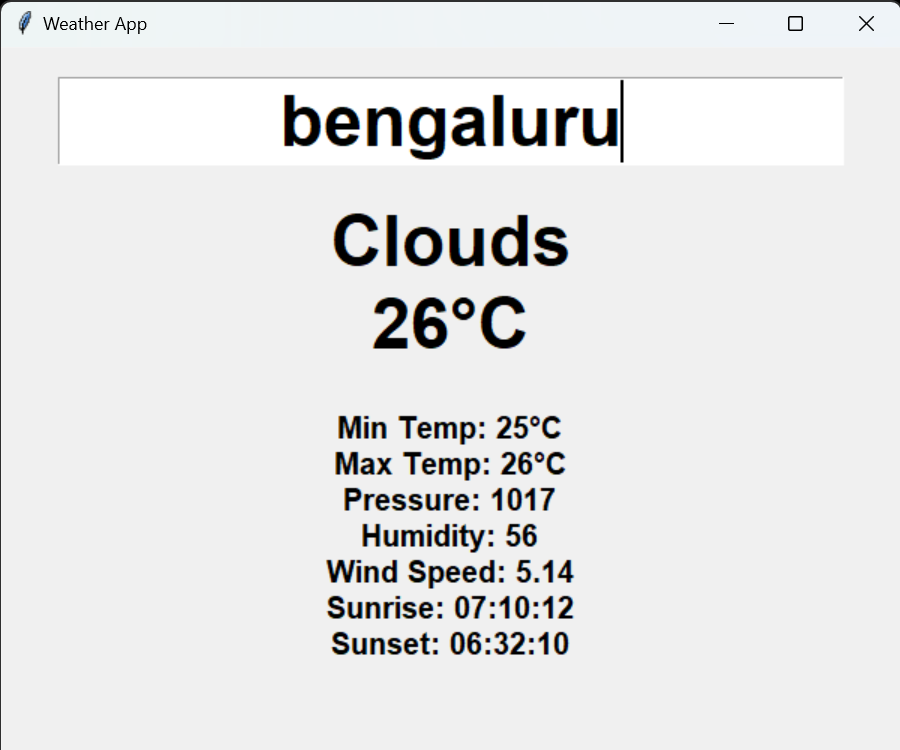 Weather App
bengaluru
Clouds
26°C
Min Temp: 25°C
Max Temp: 26°C
Pressure: 1017
Humidity: 56
Wind Speed: 5.14
Sunrise: 07:10:12
Sunset: 06:32:10